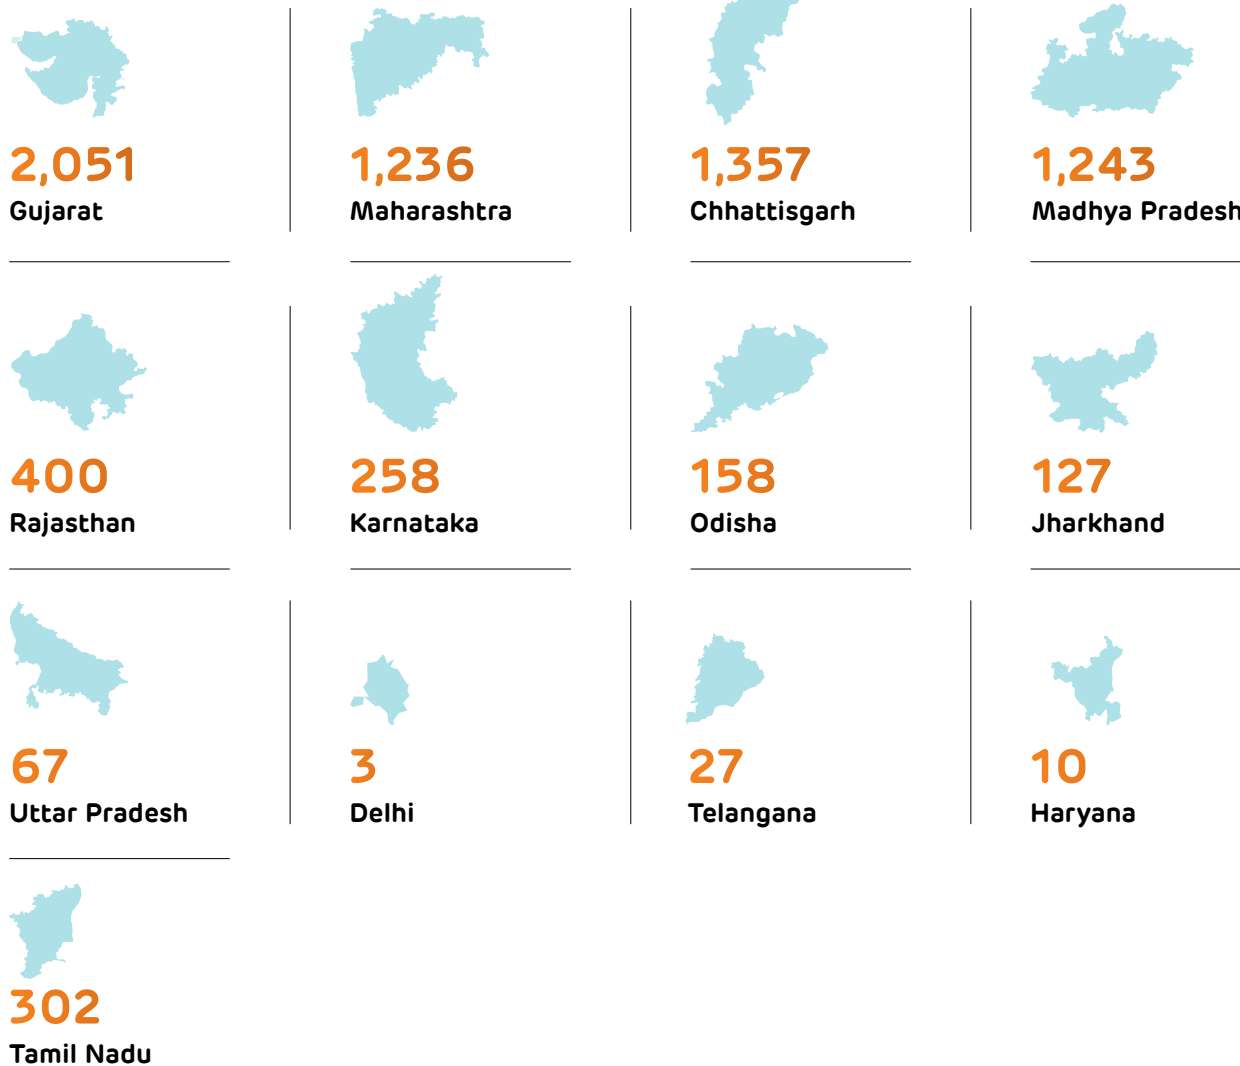 2,051
Gujarat
1,236
Maharashtra
1,357
Chhattisgarh
1,243
Madhya Pradesh
400
Rajasthan
258
Karnataka
158
Odisha
127
Jharkhand
67
Uttar Pradesh
3
Delhi
27
Telangana
10
Haryana
302
Tamil Nadu